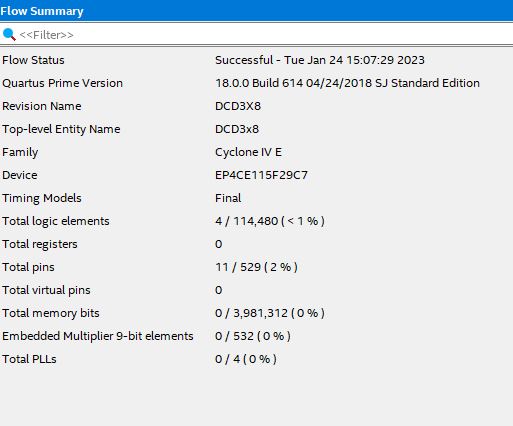 Flow Summary
<<Filter>>
Flow Status Successful - Tue Jan 24 15:07:29 2023
Quartus Prime Version 18.0.0 Build 614 04/24/2018 SJ Standard Edition
Revision Name DCD3X8
Top-level Entity Name DCD3x8
Family Cyclone IV E
Device EP4CE115F29C7
Timing Models Final
Total logic elements 4 / 114,480 ( < 1 % )
Total registers 0
Total pins 11 / 529 ( 2 % )
Total virtual pins 0
Total memory bits 0 / 3,981,312 ( 0 % )
Embedded Multiplier 9-bit elements 0 / 532 ( 0 % )
Total PLLs 0 / 4 ( 0 % )